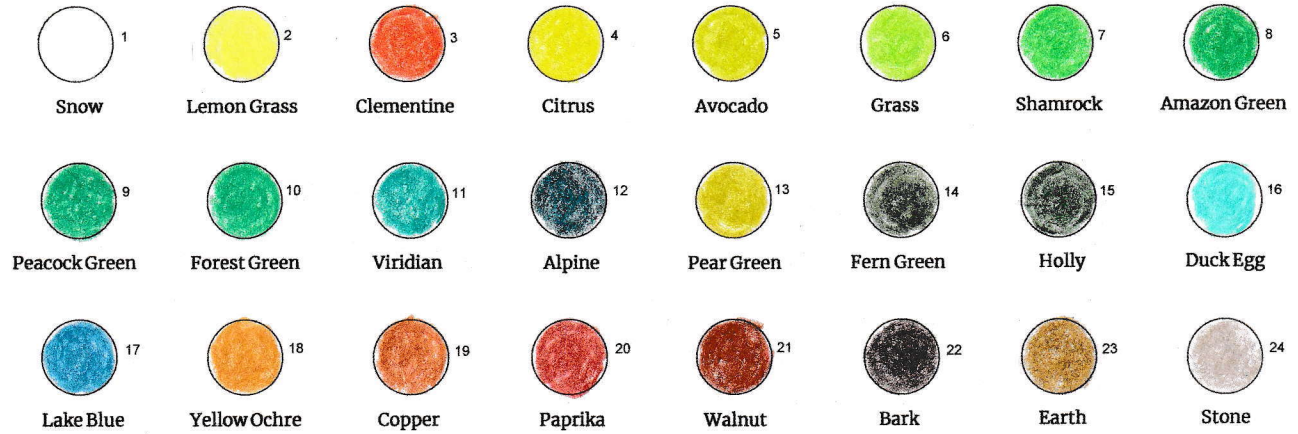 1 2 3 4 5 6 7 8
Snow Lemon Grass Clementine Citrus Avocado Grass Shamrock Amazon Green
9 10 11 12 13 14 15 16
Peacock Green Forest Green Viridian Alpine Pear Green Fern Green Holly Duck Egg
17 18 19 20 21 22 23 24
Lake Blue Yellow Ochre Copper Paprika Walnut Bark Earth Stone